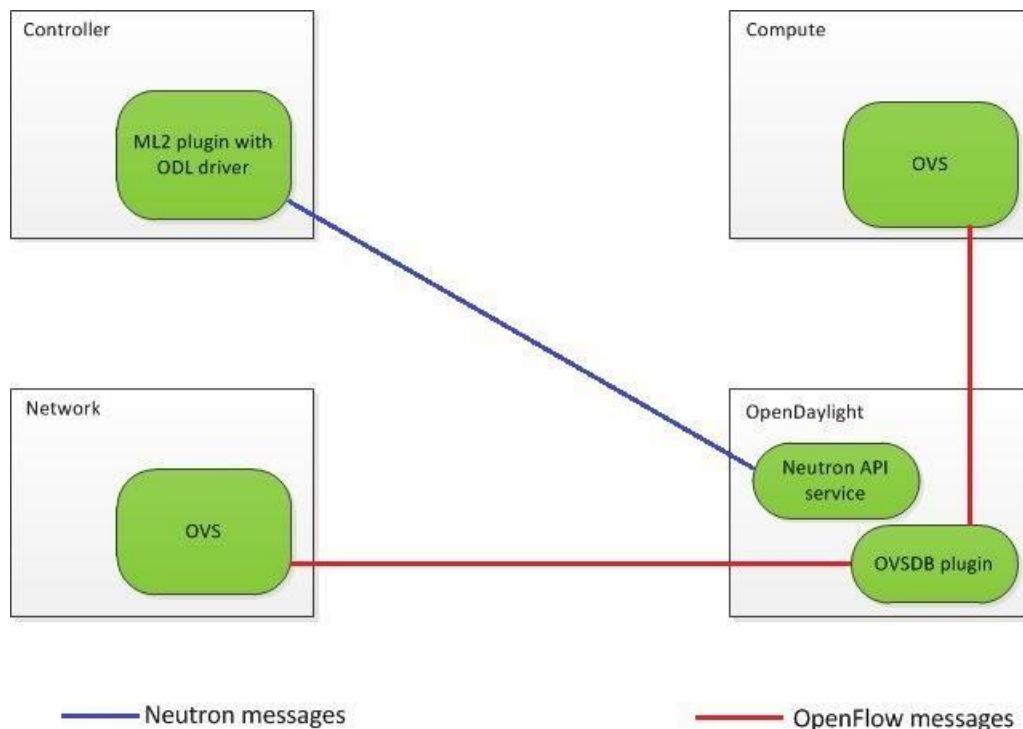 Controller
ML2 plugin with
ODL driver
Compute
OVS
Network
OVS
OpenDaylight
Neutron API
service
OVSDB plugin
Neutron messages
OpenFlow messages